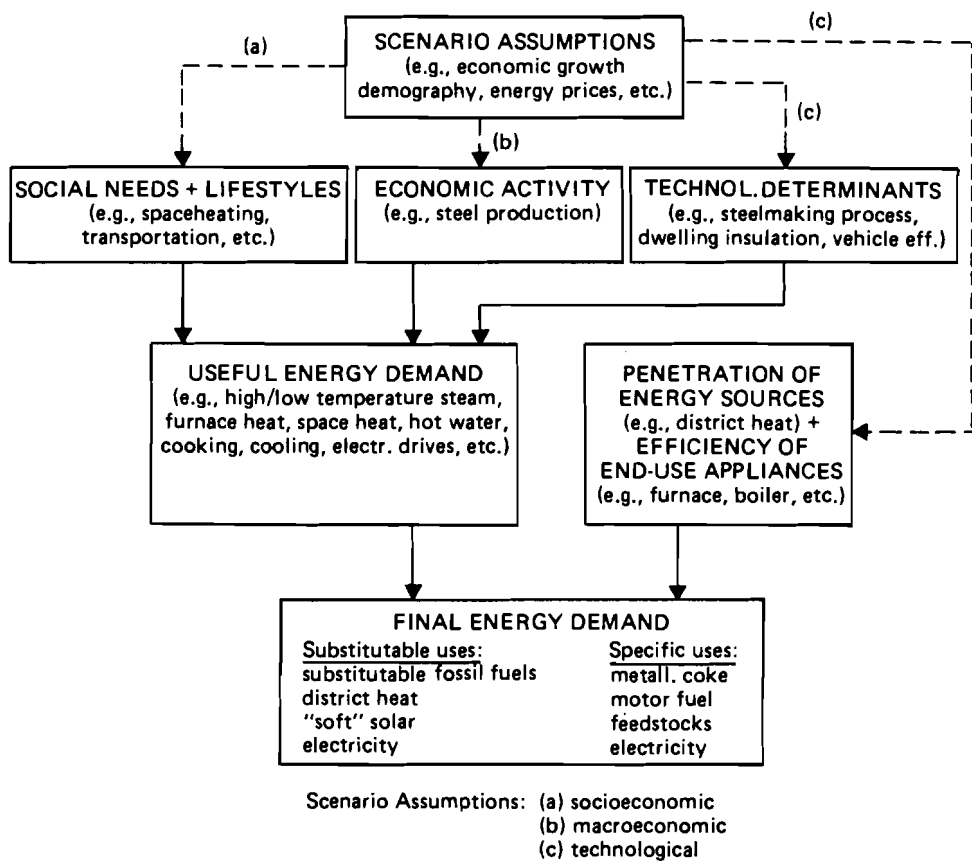 (a)
SCENARIO ASSUMPTIONS
(e.g., economic growth
demography, energy prices, etc.)
(c)
(c)
(b)
SOCIAL NEEDS + LIFESTYLES
(e.g., spaceheating,
transportation, etc.)
ECONOMIC ACTIVITY
(e.g., steel production)
TECHNOL. DETERMINANTS
(e.g., steelmaking process,
dwelling insulation, vehicle eff.)
USEFUL ENERGY DEMAND
(e.g., high/low temperature steam,
furnace heat, space heat, hot water,
cooking, cooling, electr. drives, etc.)
PENETRATION OF
ENERGY SOURCES
(e.g., district heat) +
EFFICIENCY OF
END-USE APPLIANCES
(e.g., furnace, boiler, etc.)
FINAL ENERGY DEMAND
Substitutable uses:
substitutable fossil fuels
district heat
"soft" solar
electricity
Specific uses:
metall. coke
motor fuel
feedstocks
electricity
Scenario Assumptions: (a) socioeconomic
(b) macroeconomic
(c) technological